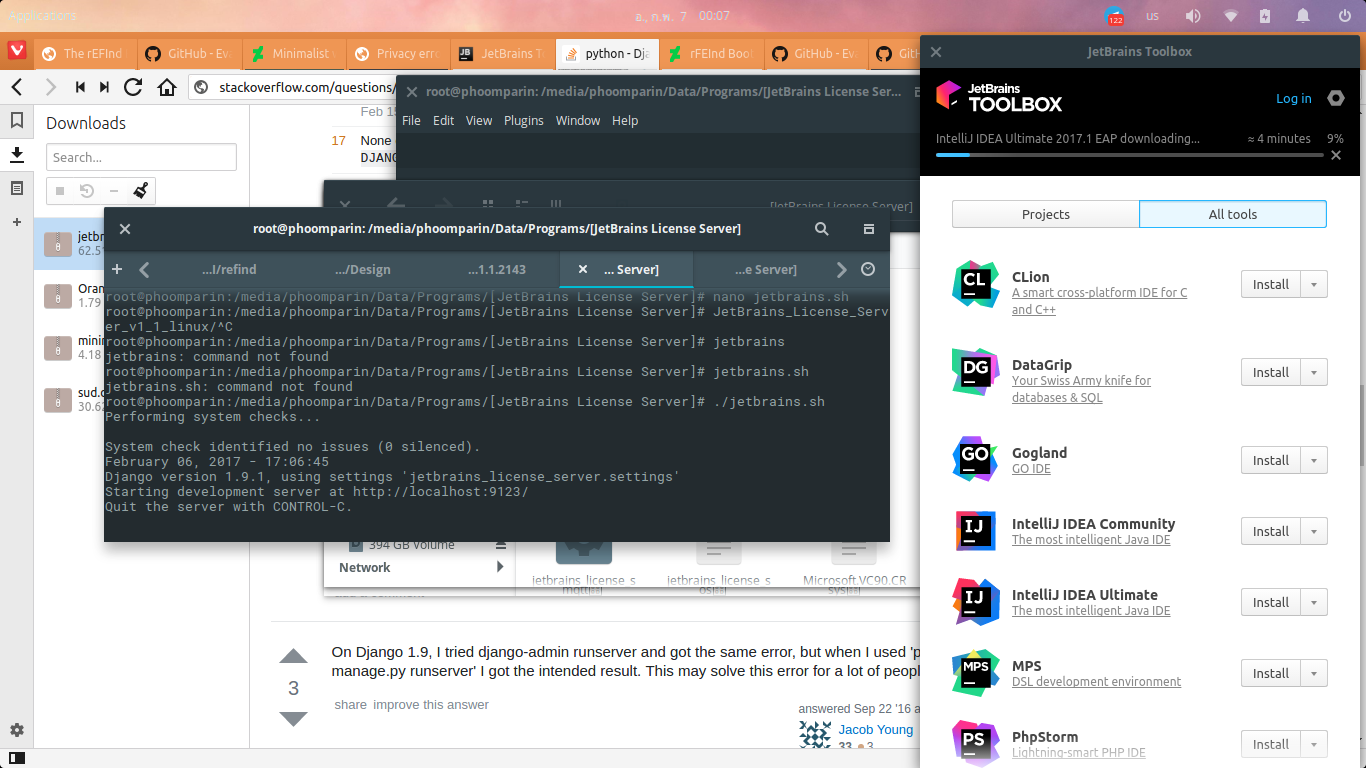 Applications
อ., ก.พ. 7 00:07
122
us
The rEFInd
GitHub - Ev
Minimalist
Privacy erro
JetBrains T
python - Dja
rEFInd Boo
GitHub - Ev
GitH
stackoverflow.com/questions/
Downloads
Search...
jetbr
62.5
Oran
1.79
minin
4.18
sud.c
30.62
Feb 15
17 None
DJANG
root@phoomparin: /media/phoomparin/Data/Programs/[JetBrains License Ser...
File Edit View Plugins Window Help
[JetBrains License Server]
root@phoomparin: /media/phoomparin/Data/Programs/[JetBrains License Server]
...I/refind
.../Design
...1.1.2143
... Server]
...e Server]
root@phoomparin:/media/phoomparin/Data/Programs/[JetBrains License Server]# nano jetbrains.sh
root@phoomparin:/media/phoomparin/Data/Programs/[JetBrains License Server]# JetBrains_License_Serv
er_v1_1_linux/^C
root@phoomparin:/media/phoomparin/Data/Programs/[JetBrains License Server]# jetbrains
jetbrains: command not found
root@phoomparin:/media/phoomparin/Data/Programs/[JetBrains License Server]# jetbrains.sh
jetbrains.sh: command not found
root@phoomparin:/media/phoomparin/Data/Programs/[JetBrains License Server]# ./jetbrains.sh
Performing system checks...
System check identified no issues (0 silenced).
February 06, 2017 - 17:06:45
Django version 1.9.1, using settings 'jetbrains_license_server.settings'
Starting development server at http://localhost:9123/
Quit the server with CONTROL-C.
394 GB Volume
Network
jetbrains_license_s
jetbrains_license_s
Microsoft.VC90.CR
add a comment
On Django 1.9, I tried django-admin runserver and got the same error, but when I used 'p
manage.py runserver' I got the intended result. This may solve this error for a lot of peopl
3
share improve this answer
answered Sep 22 '16 a
Jacob Young
33 3
JetBrains Toolbox
JetBrains
TOOLBOX
Log in
IntelliJ IDEA Ultimate 2017.1 EAP downloading... ≈ 4 minutes 9%
Projects
All tools
CL
CLion
A smart cross-platform IDE for C
and C++
Install
DG
DataGrip
Your Swiss Army knife for
databases & SQL
Install
GO
Gogland
GO IDE
Install
IJ
IntelliJ IDEA Community
The most intelligent Java IDE
Install
IJ
IntelliJ IDEA Ultimate
The most intelligent Java IDE
Install
MPS
MPS
DSL development environment
Install
PS
PhpStorm
Lightning-smart PHP IDE
Install